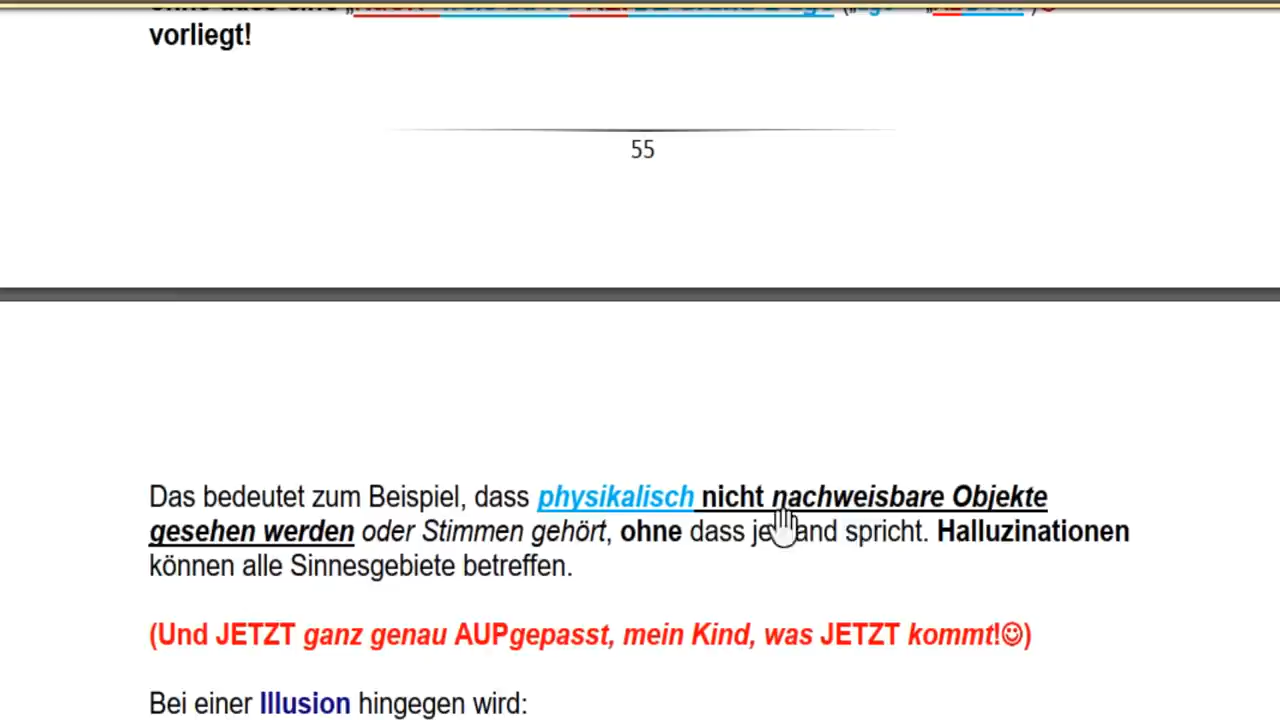 vorliegt!
55
Das bedeutet zum Beispiel, dass physikalisch nicht nachweisbare Objekte
gesehen werden oder Stimmen gehört, ohne dass jemand spricht. Halluzinationen
können alle Sinnesgebiete betreffen.
(Und JETZT ganz genau AUPgepasst, mein Kind, was JETZT kommt!☺)
Bei einer Illusion hingegen wird: